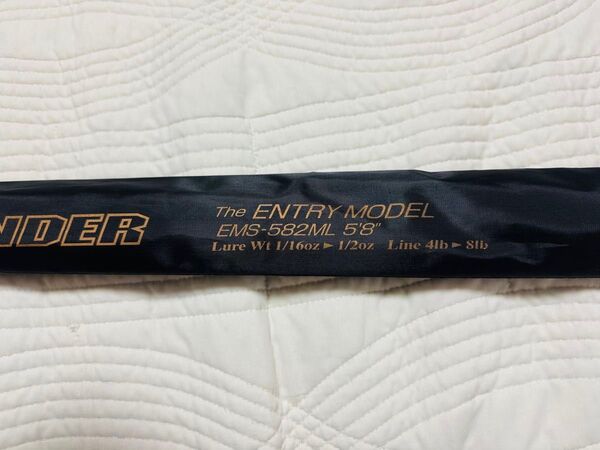 NDER
The ENTRY MODEL
EMS-582ML 5'8"
Lure Wt 1/16oz►1/2oz Line 4lb►8lb